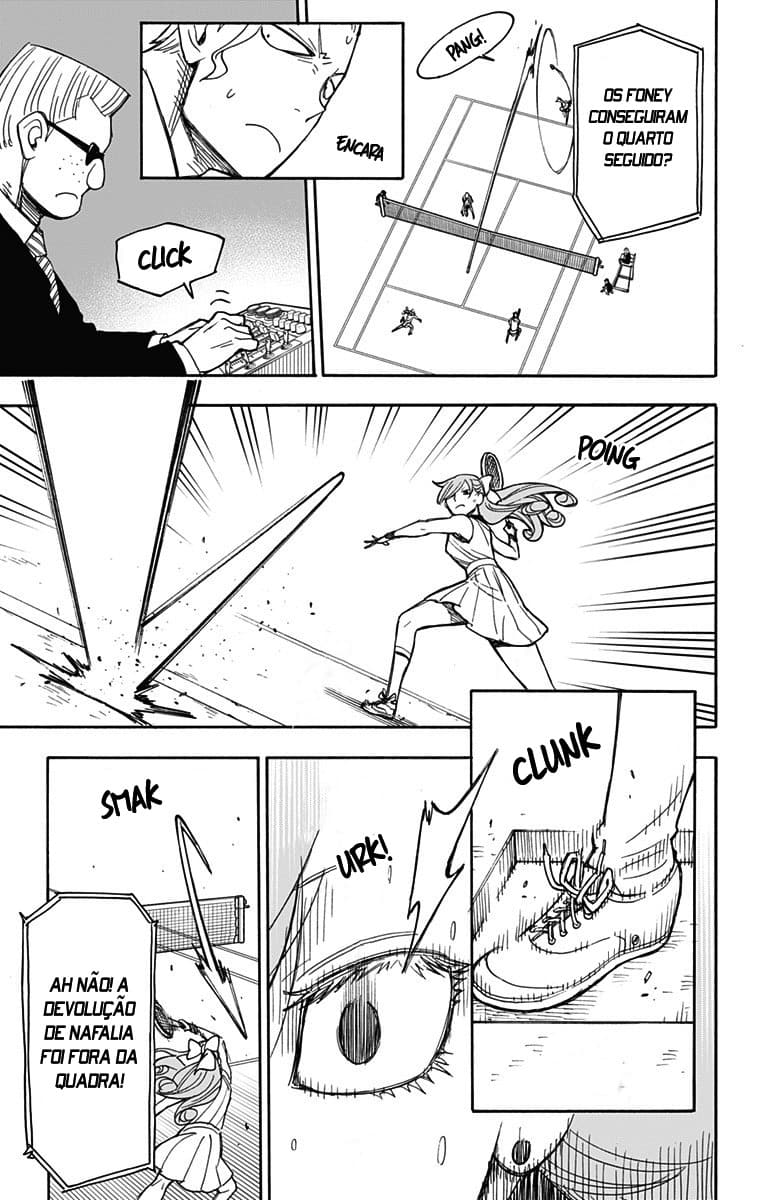 OS FONEY
CONSEGUIRAM
O QUARTO
SEGUIDO?
PANG!
ENCARA
CLICK
POING
CLUNK
URK!
SMAK
AH NÃO! A
DEVOLUÇÃO
DE NAFALIA
FOI FORA DA
QUADRA!